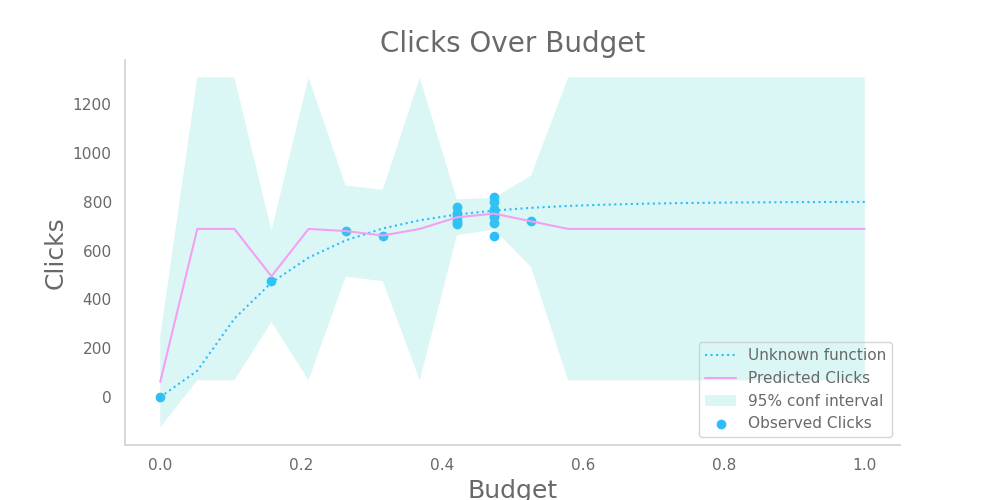 Clicks Over Budget
Clicks
1200
1000
800
600
400
200
0
0.0 0.2 0.4 0.6 0.8 1.0
Budget
Unknown function
Predicted Clicks
95% conf interval
Observed Clicks